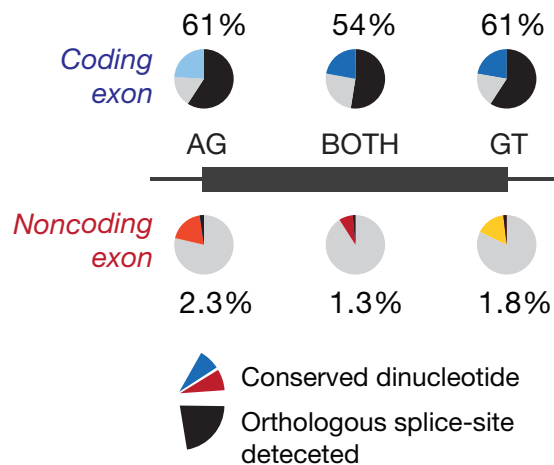 61% 54% 61%
Coding
exon
AG BOTH GT
Noncoding
exon
2.3% 1.3% 1.8%
Conserved dinucleotide
Orthologous splice-site
deteceted